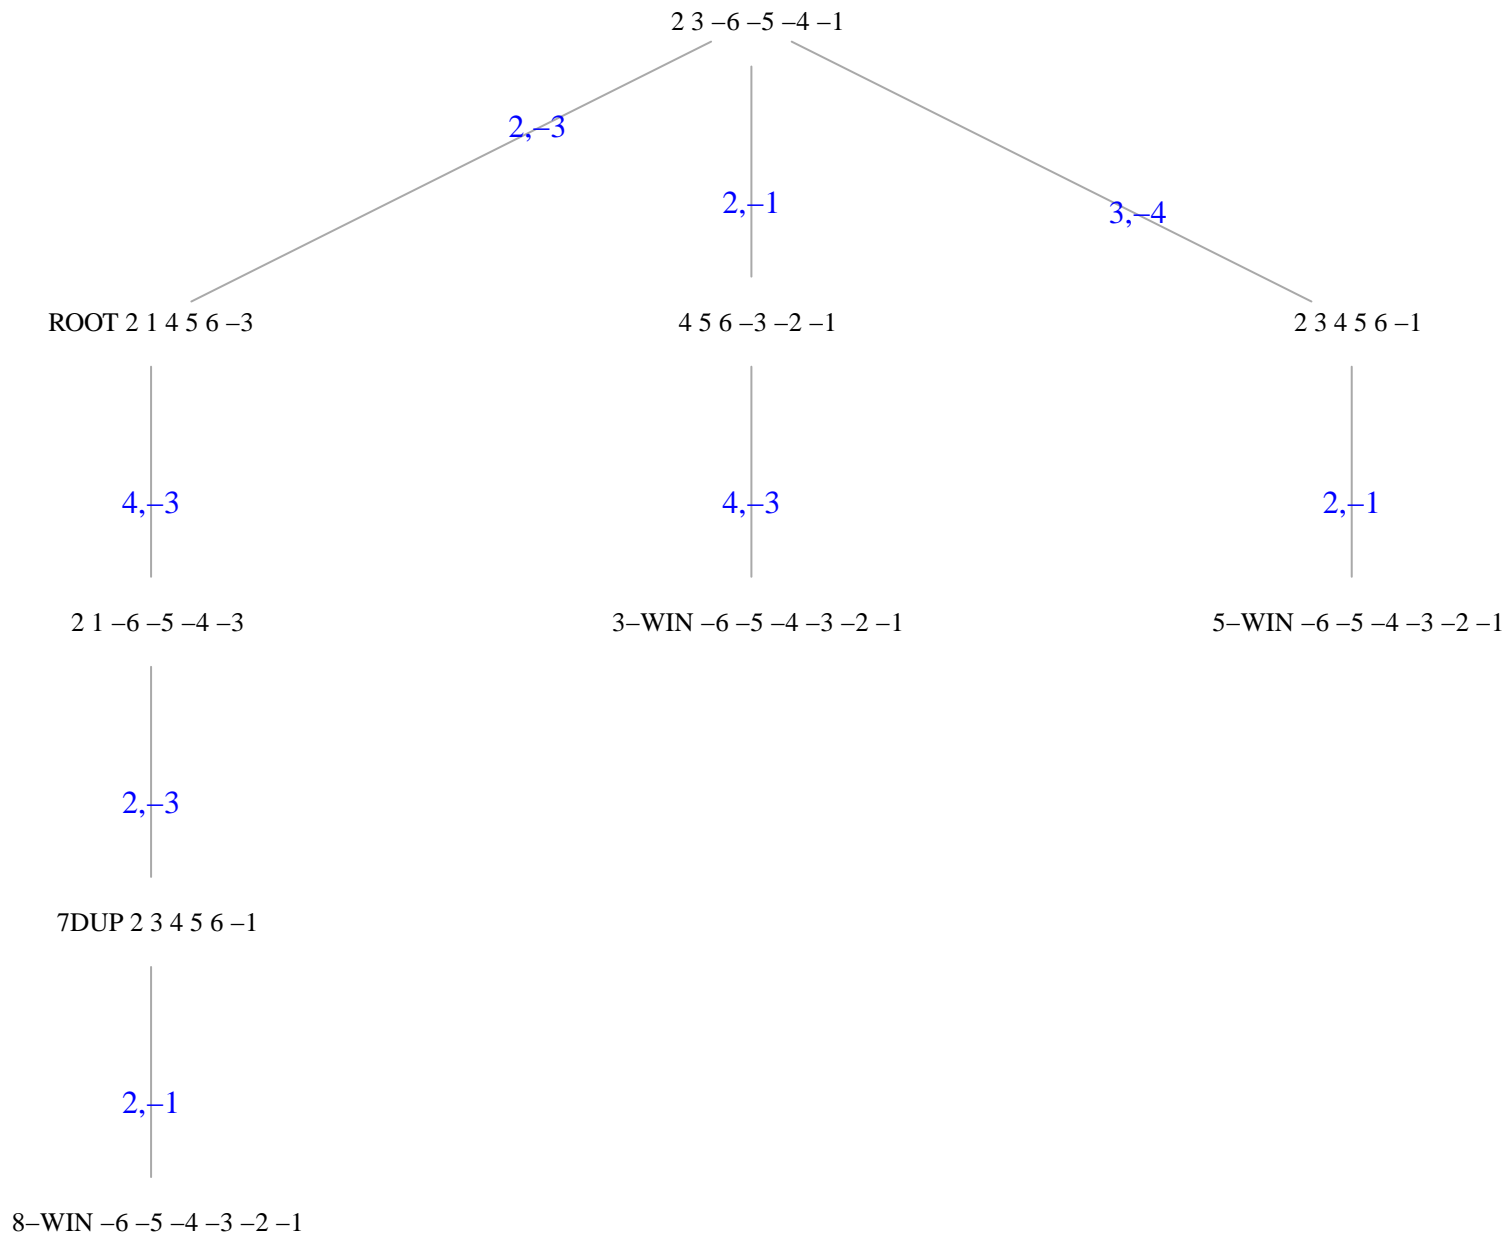 2 3 –6 –5 –4 –1
2,–3
2,–1
3,–4
ROOT 2 1 4 5 6 –3
4 5 6 –3 –2 –1
2 3 4 5 6 –1
4,–3
4,–3
2,–1
2 1 –6 –5 –4 –3
3–WIN –6 –5 –4 –3 –2 –1
5–WIN –6 –5 –4 –3 –2 –1
2,–3
7DUP 2 3 4 5 6 –1
2,–1
8–WIN –6 –5 –4 –3 –2 –1